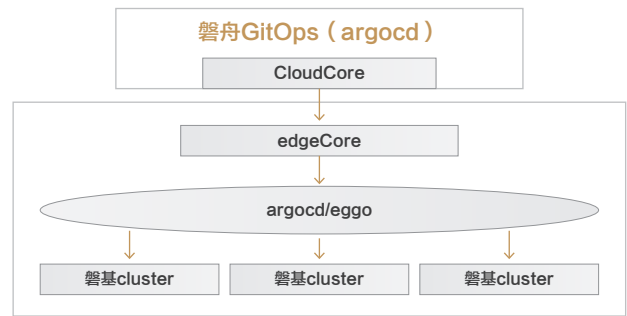 磐舟GitOps（argocd）
CloudCore
edgeCore
argocd/eggo
磐基cluster
磐基cluster
磐基cluster